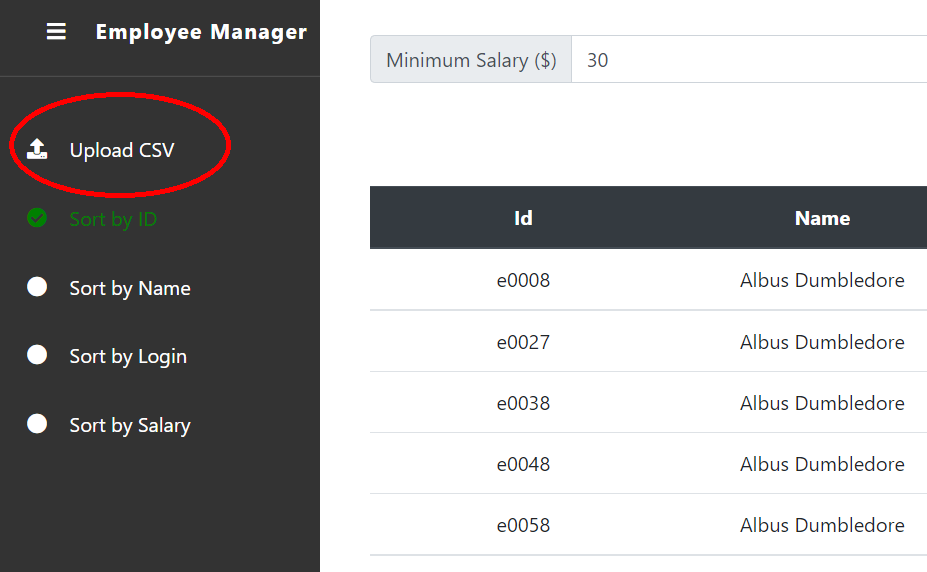 Employee Manager
Upload CSV
Sort by ID
Sort by Name
Sort by Login
Sort by Salary
Minimum Salary ($) 30
Id Name
e0008 Albus Dumbledore
e0027 Albus Dumbledore
e0038 Albus Dumbledore
e0048 Albus Dumbledore
e0058 Albus Dumbledore